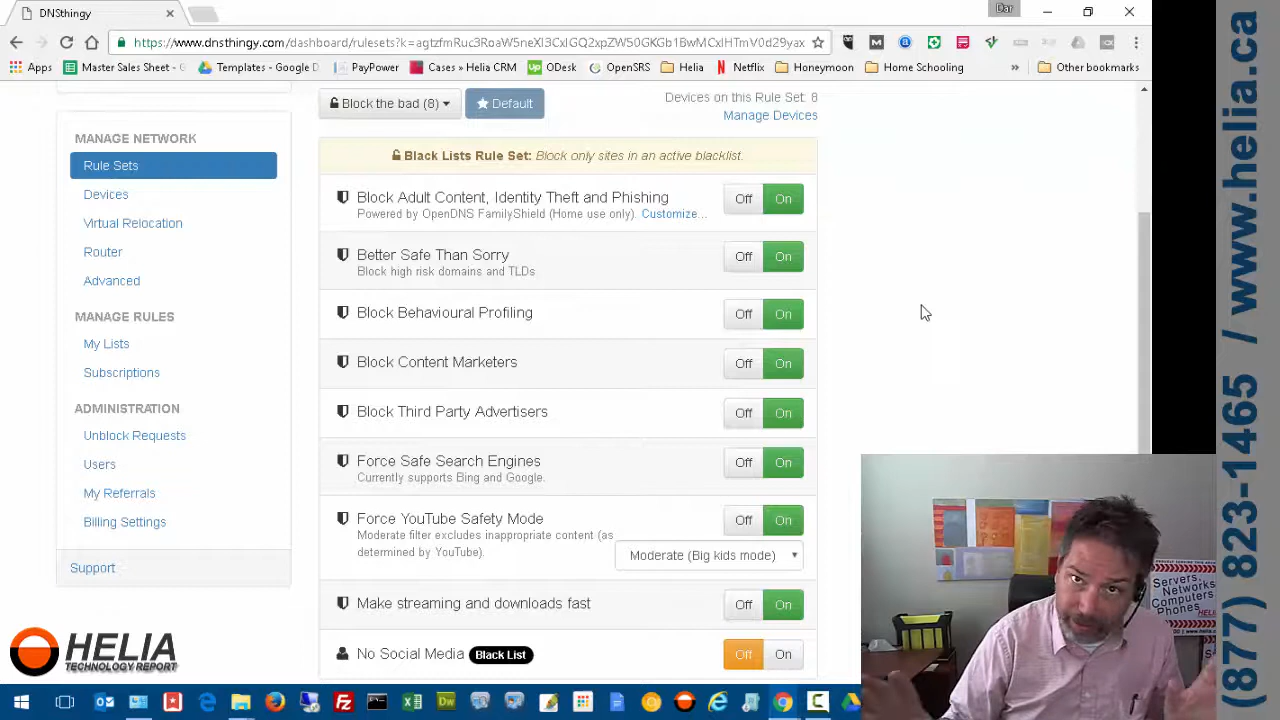 DNSthingy
Dar
https://www.dnsthingy.com/dashboard/rulesets?k=
Apps
Master Sales Sheet - G
Templates - Google D
PayPower
Cases » Helia CRM
Desk
OpenSRS
Helia
Netflix
Honeymoon
Home Schooling
»
Other bookmarks
Block the bad (8)
Default
Devices on this Rule Set: 8
Manage Devices
MANAGE NETWORK
Rule Sets
Devices
Virtual Relocation
Router
Advanced
MANAGE RULES
My Lists
Subscriptions
ADMINISTRATION
Unblock Requests
Users
My Referrals
Billing Settings
Support
Black Lists Rule Set: Block only sites in an active blacklist.
Block Adult Content, Identity Theft and Phishing
Powered by OpenDNS FamilyShield (Home use only). Customize...
Off On
Better Safe Than Sorry
Block high risk domains and TLDs
Off On
Block Behavioural Profiling
Off On
Block Content Marketers
Off On
Block Third Party Advertisers
Off On
Force Safe Search Engines
Currently supports Bing and Google.
Off On
Force YouTube Safety Mode
Moderate filter excludes inappropriate content (as
determined by YouTube).
Off On
Moderate (Big kids mode)
Make streaming and downloads fast
Off On
No Social Media Black List
Off On
HELIA
TECHNOLOGY REPORT
Servers,
Networks
Computers
Phones
(877) 823-1465 / www.helia.ca